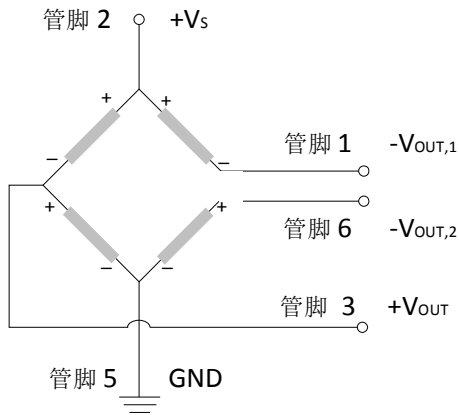 管脚 2 +VS
+ +
− −
管脚 1 -VOUT,1
+ +
管脚 6 -VOUT,2
− −
管脚 3 +VOUT
管脚 5 GND